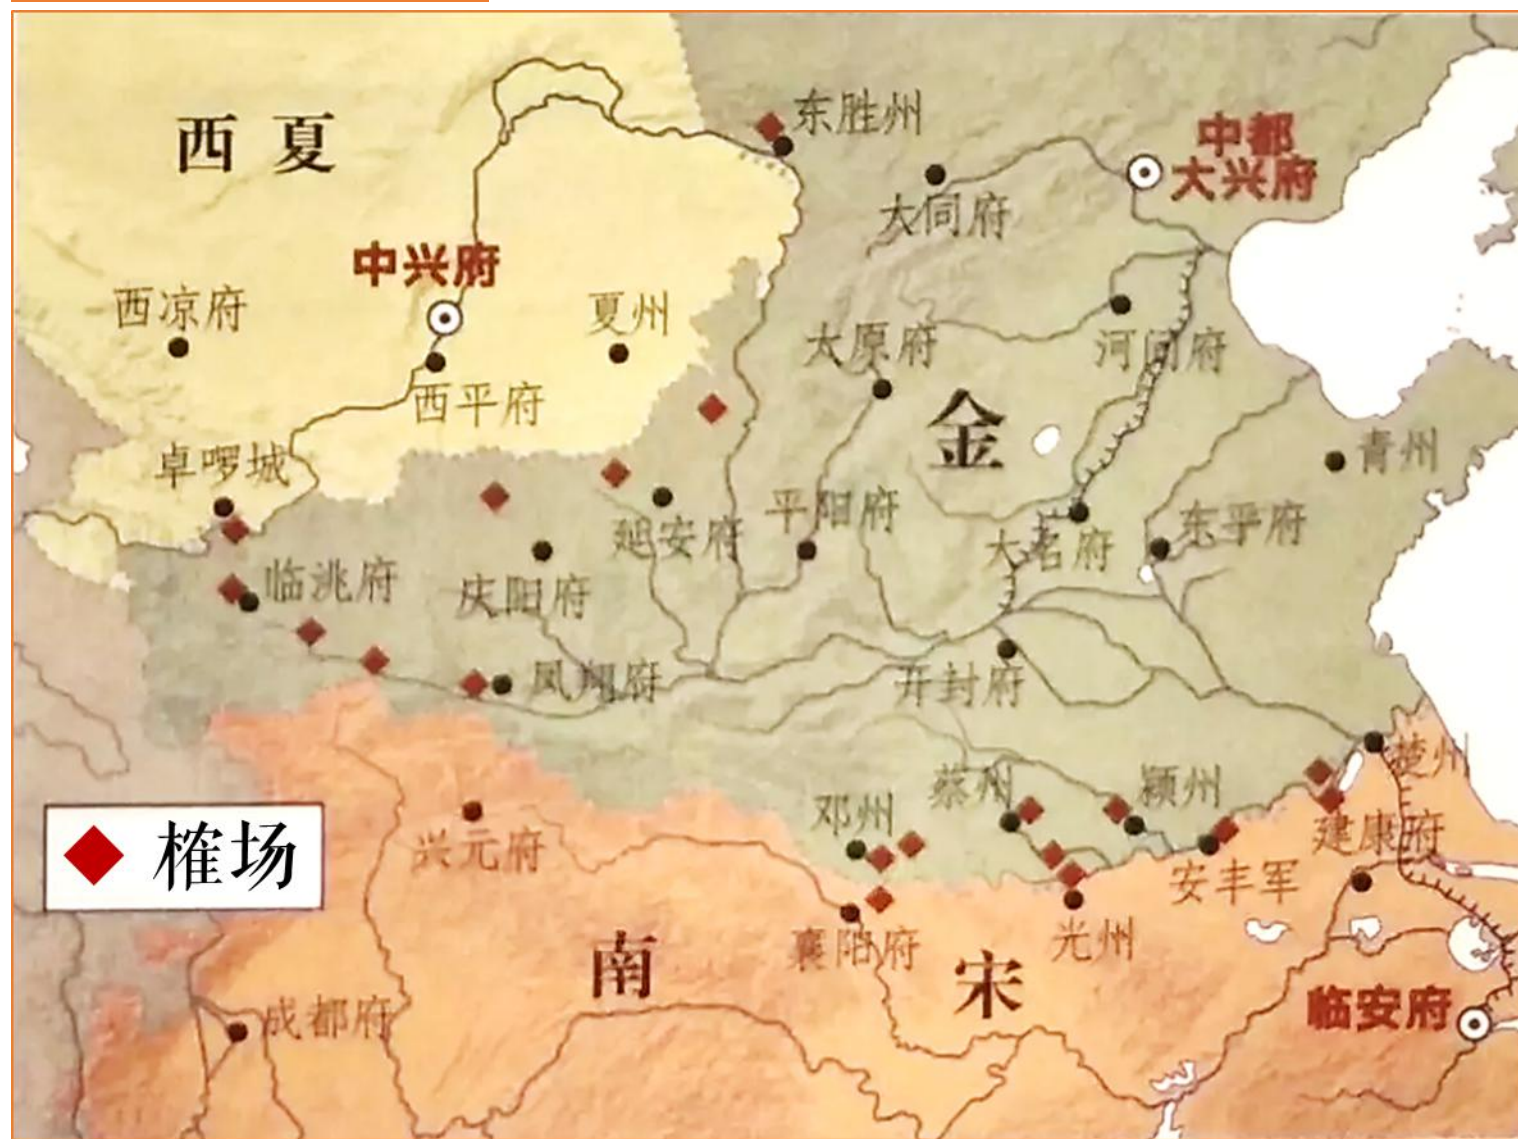 东胜州
中都
大兴府
西夏
大同府
中兴府
西凉府
夏州
太原府
河间府
西平府
金
卓啰城
青州
平阳府
延安府
东平府
大名府
临洮府
庆阳府
凤翔府
开封府
楚州
蔡州
颍州
邓州
建康府
榷场
兴元府
安丰军
襄阳府
光州
南宋
成都府
临安府